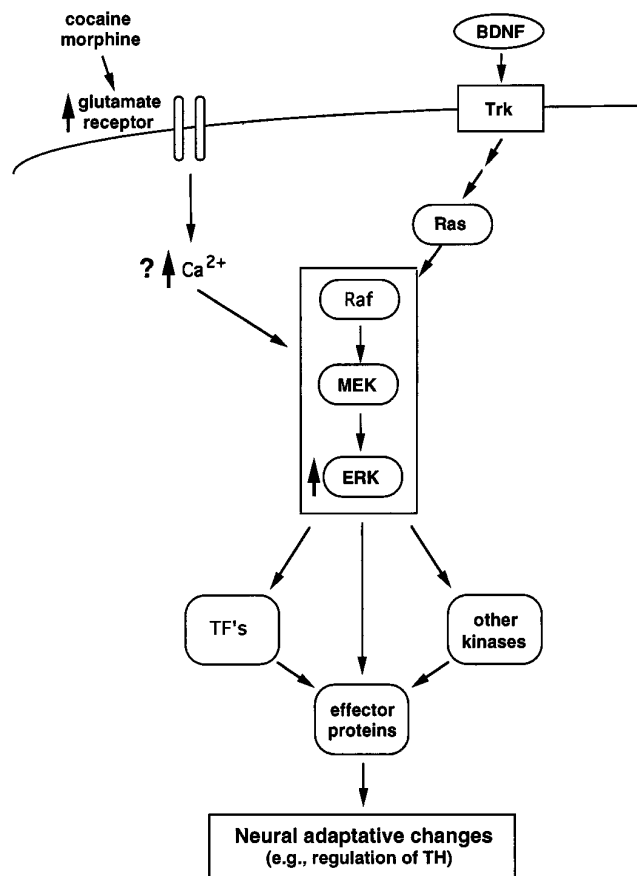 cocaine
morphine
glutamate
receptor
BDNF
Trk
Ras
? Ca2+
Raf
MEK
ERK
TF's
other
kinases
effector
proteins
Neural adaptative changes
(e.g., regulation of TH)